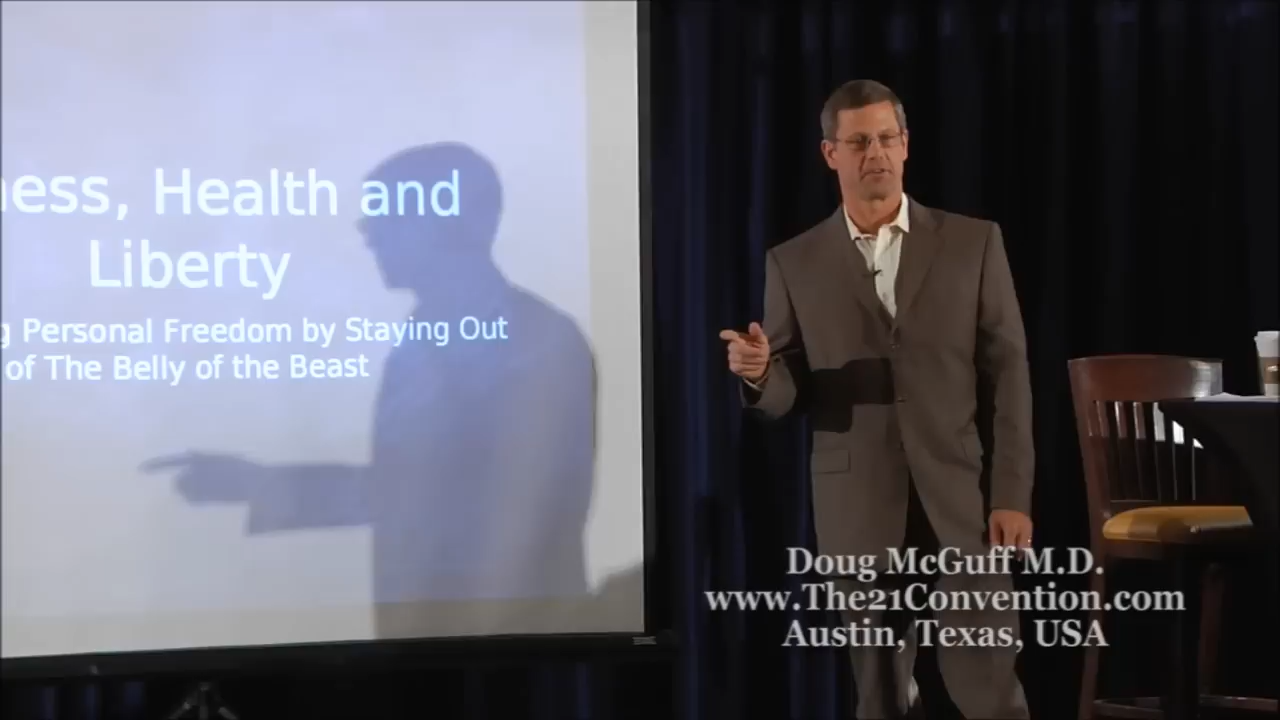 ness, Health and
Liberty
g Personal Freedom by Staying Out
of The Belly of the Beast
Doug McGuff M.D.
www.The21Convention.com
Austin, Texas, USA